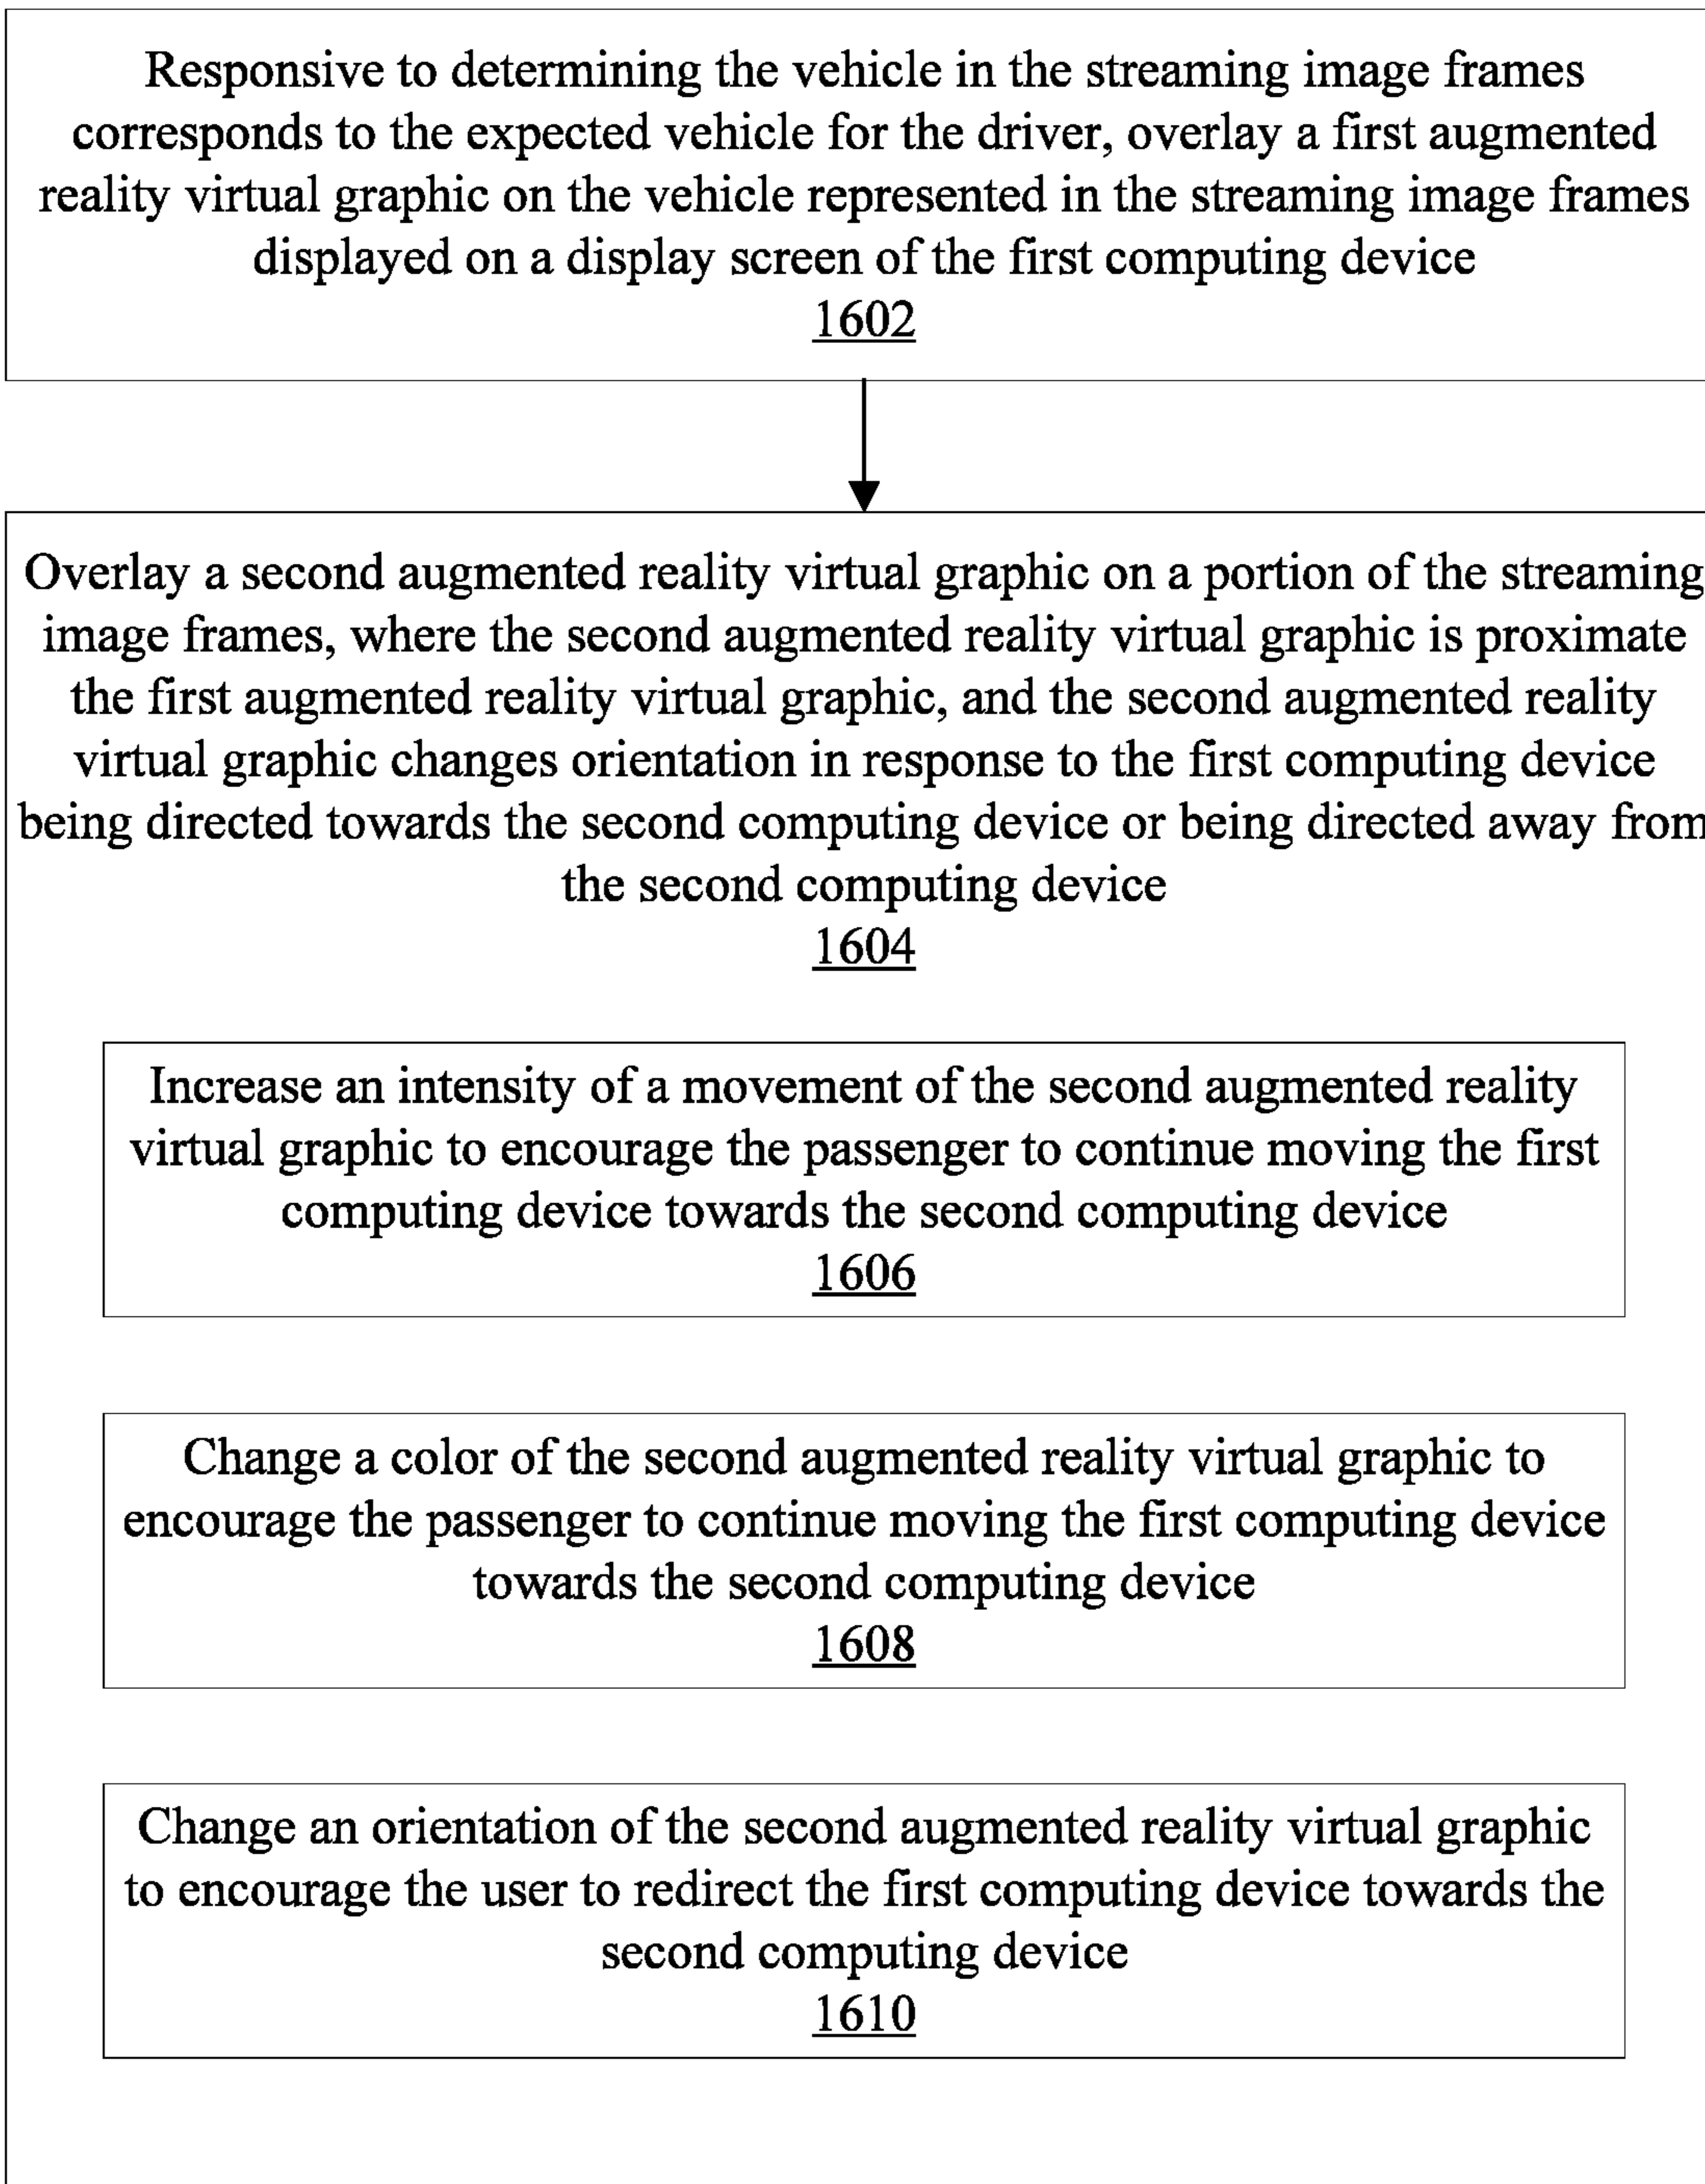 Responsive to determining the vehicle in the streaming image frames
corresponds to the expected vehicle for the driver, overlay a first augmented
reality virtual graphic on the vehicle represented in the streaming image frames
displayed on a display screen of the first computing device
1602
Overlay a second augmented reality virtual graphic on a portion of the streaming
image frames, where the second augmented reality virtual graphic is proximate
the first augmented reality virtual graphic, and the second augmented reality
virtual graphic changes orientation in response to the first computing device
being directed towards the second computing device or being directed away from
the second computing device
1604
Increase an intensity of a movement of the second augmented reality
virtual graphic to encourage the passenger to continue moving the first
computing device towards the second computing device
1606
Change a color of the second augmented reality virtual graphic to
encourage the passenger to continue moving the first computing device
towards the second computing device
1608
Change an orientation of the second augmented reality virtual graphic
to encourage the user to redirect the first computing device towards the
second computing device
1610